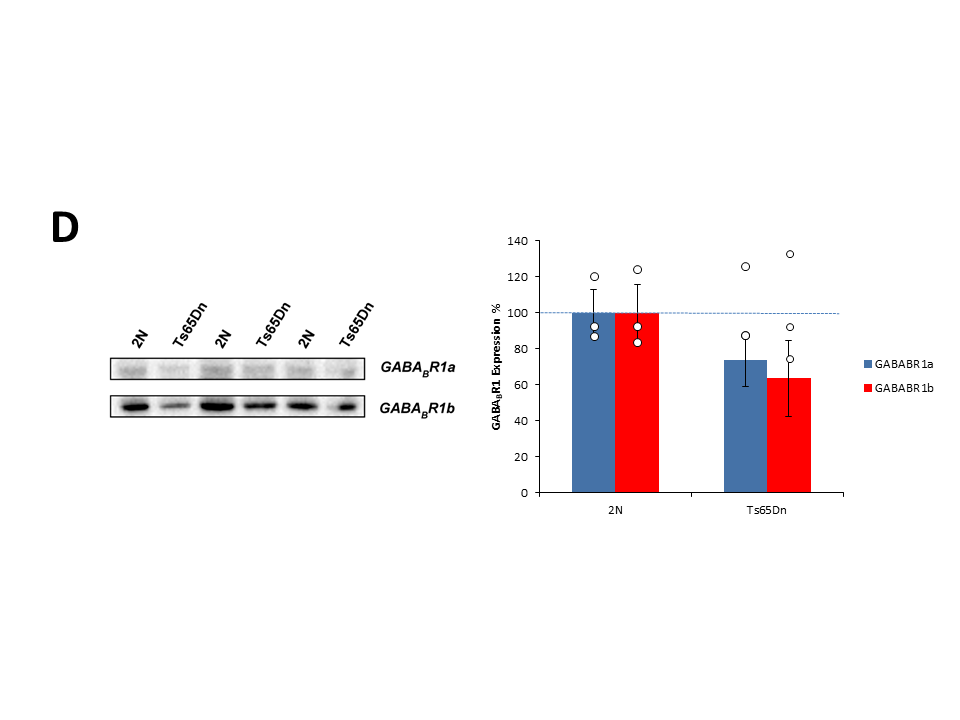 D
2N
Ts65Dn
2N
Ts65Dn
2N
Ts65Dn
GABABR1a
GABABR1b
GABABR1 Expression %
140
120
100
80
60
40
20
0
2N
Ts65Dn
GABABR1a
GABABR1b